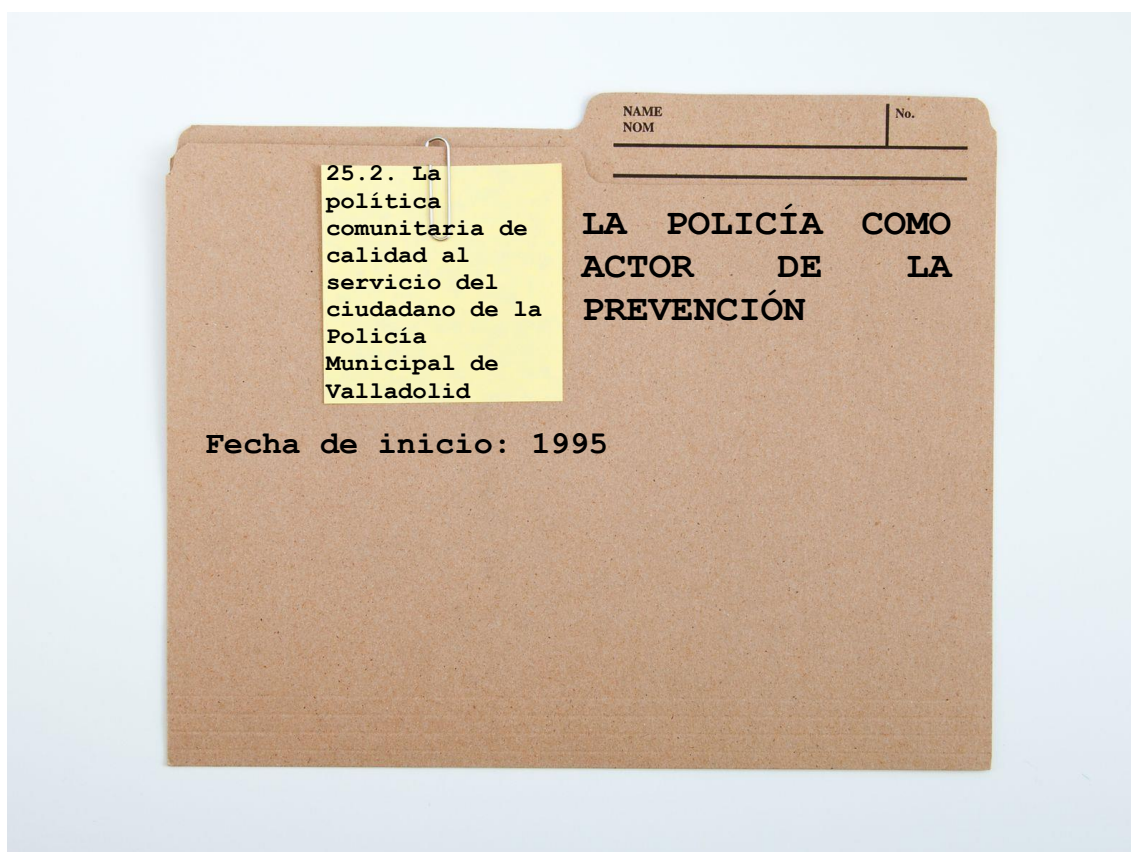 NAME
NOM
No.
25.2. La
política
comunitaria de
calidad al
servicio del
ciudadano de la
Policía
Municipal de
Valladolid
LA POLICÍA COMO
ACTOR DE LA
PREVENCIÓN
Fecha de inicio: 1995